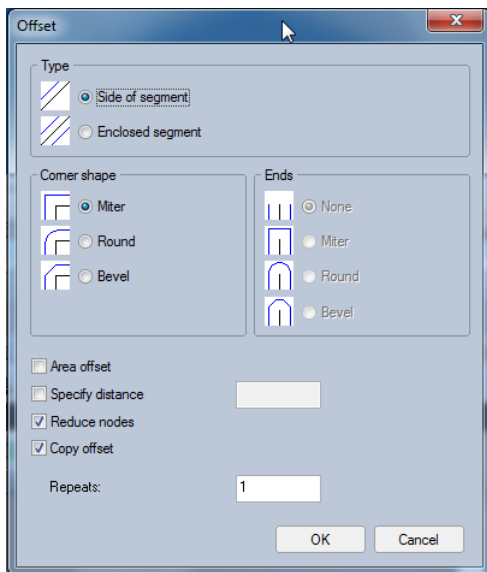 Offset
Type
Side of segment
Enclosed segment
Corner shape
Miter
Round
Bevel
Ends
None
Miter
Round
Bevel
Area offset
Specify distance
Reduce nodes
Copy offset
Repeats: 1
OK Cancel